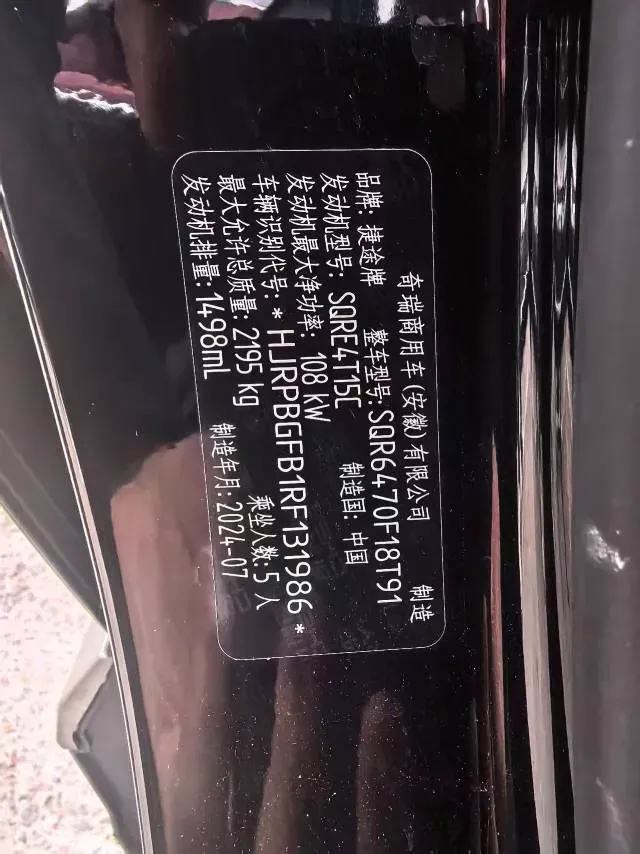 奇瑞商用车(安徽)有限公司 制造
品牌: 捷途牌 整车型号:SQR6470F18T91
发动机型号: SQRE4T15C 制造国: 中国
发动机最大净功率: 108 kW
车辆识别代号: *HJRPBGFB1RF131986*
最大允许总质量: 2195 kg 乘坐人数: 5 人
发动机排量: 1498mL 制造年月: 2024-07